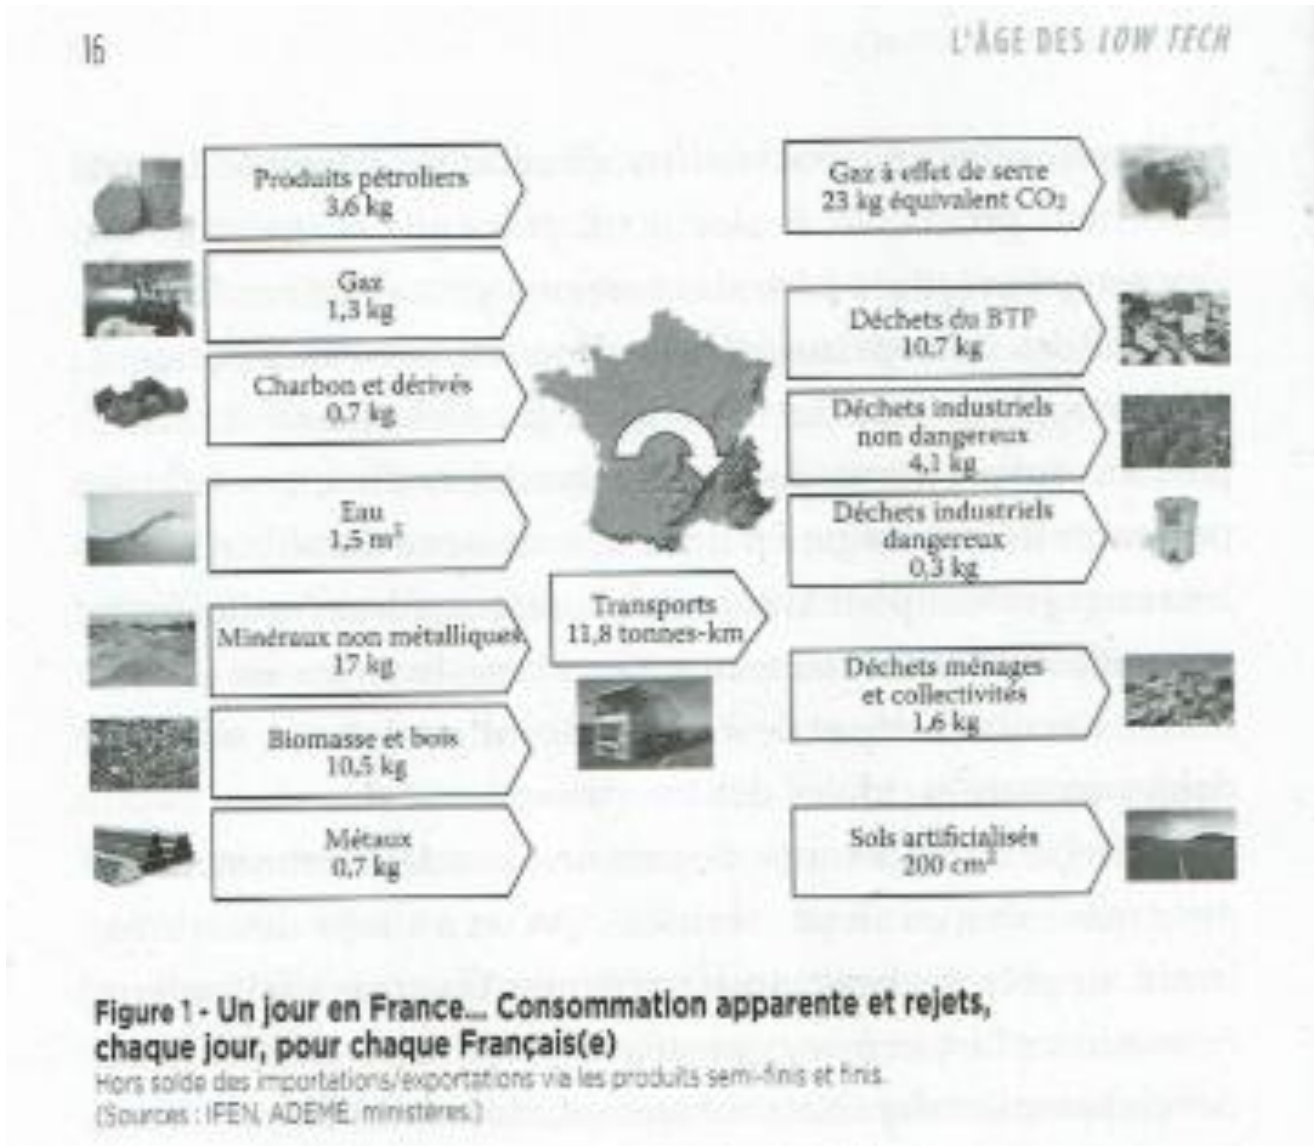 16
L'ÂGE DES LOW TECH
Produits pétroliers
3,6 kg
Gaz
1,3 kg
Charbon et dérivés
0,7 kg
Eau
1,5 m³
Minéraux non métalliques
17 kg
Biomasse et bois
10,5 kg
Métaux
0,7 kg
Transports
11,8 tonnes-km
Gaz à effet de serre
23 kg équivalent CO₂
Déchets du BTP
10,7 kg
Déchets industriels
non dangereux
4,1 kg
Déchets industriels
dangereux
0,3 kg
Déchets ménages
et collectivités
1,6 kg
Sols artificialisés
200 cm²
Figure 1 - Un jour en France... Consommation apparente et rejets,
chaque jour, pour chaque Français(e)
Hors solde des importations/exportations via les produits semi-finis et finis.
(Sources : IFEN, ADEME, ministères.)